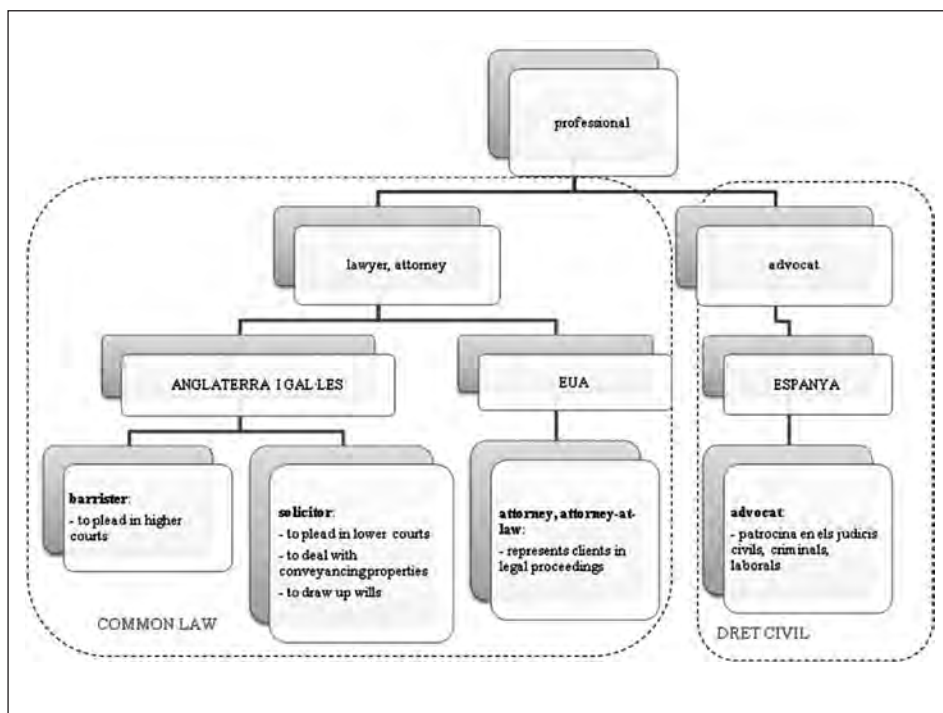 professional
lawyer, attorney
advocat
ANGLATERRA I GAL·LES
EUA
ESPANYA
barrister:
- to plead in higher
courts
solicitor:
- to plead in lower courts
- to deal with
conveyancing properties
- to draw up wills
attorney, attorney-at-
law:
- represents clients in
legal proceedings
advocat:
- patrocina en els judicis
civils, criminals,
laborals
COMMON LAW
DRET CIVIL